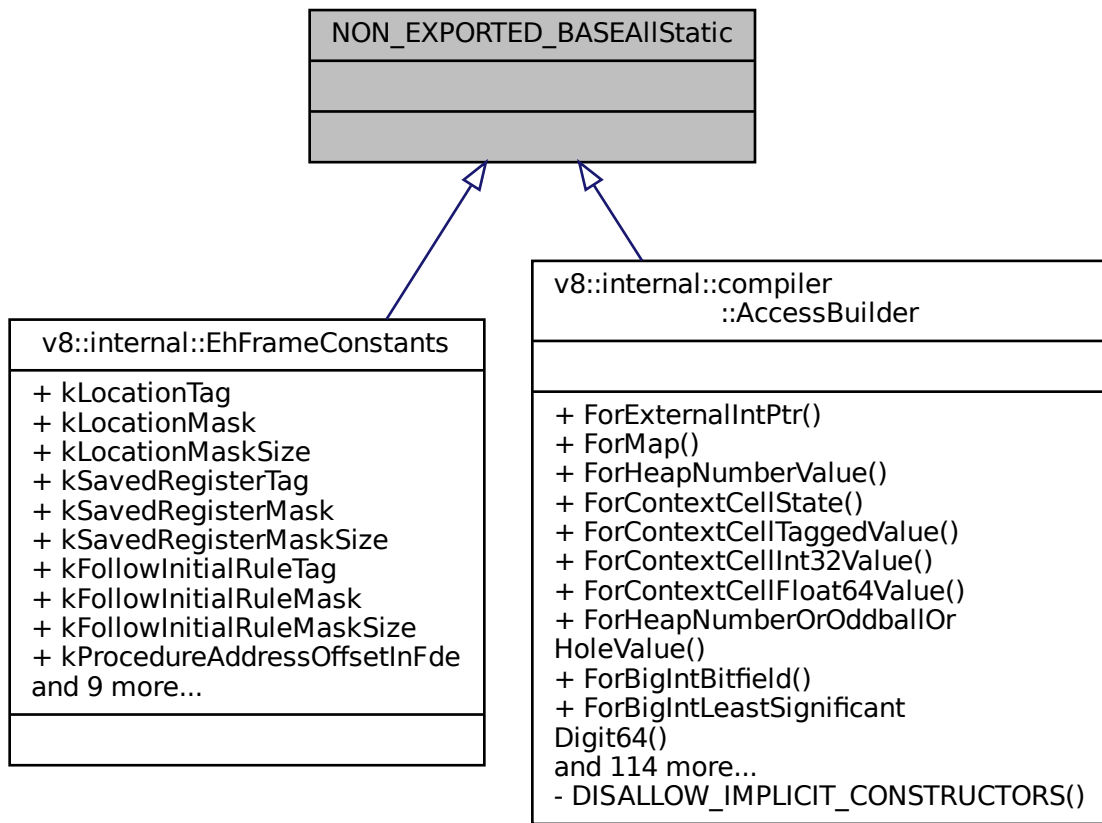 NON_EXPORTED_BASEAllStatic
v8::internal::EhFrameConstants
+ kLocationTag
+ kLocationMask
+ kLocationMaskSize
+ kSavedRegisterTag
+ kSavedRegisterMask
+ kSavedRegisterMaskSize
+ kFollowInitialRuleTag
+ kFollowInitialRuleMask
+ kFollowInitialRuleMaskSize
+ kProcedureAddressOffsetInFde
and 9 more...
v8::internal::compiler
::AccessBuilder
+ ForExternalIntPtr()
+ ForMap()
+ ForHeapNumberValue()
+ ForContextCellState()
+ ForContextCellTaggedValue()
+ ForContextCellInt32Value()
+ ForContextCellFloat64Value()
+ ForHeapNumberOrOddballOr
HoleValue()
+ ForBigIntBitfield()
+ ForBigIntLeastSignificant
Digit64()
and 114 more...
- DISALLOW_IMPLICIT_CONSTRUCTORS()